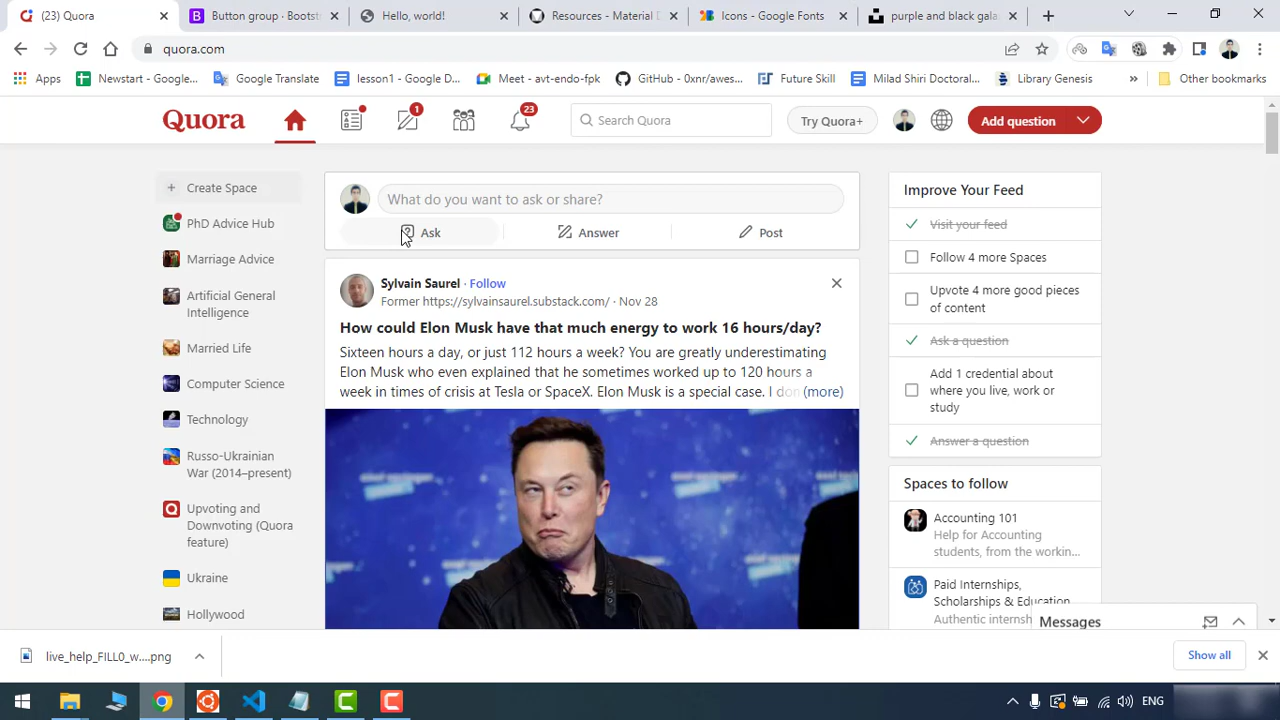 (23) Quora
Button group · Bootst
Hello, world!
Resources - Material D
Icons - Google Fonts
purple and black gala
quora.com
Apps
Newstart - Google...
Google Translate
lesson1 - Google D...
Meet - avt-endo-fpk
GitHub - 0xnr/awes...
Future Skill
Milad Shiri Doctoral...
Library Genesis
»
Other bookmarks
Quora
1
23
Search Quora
Try Quora+
Add question
+ Create Space
PhD Advice Hub
Marriage Advice
Artificial General
Intelligence
Married Life
Computer Science
Technology
Russo-Ukrainian
War (2014–present)
Upvoting and
Downvoting (Quora
feature)
Ukraine
Hollywood
What do you want to ask or share?
Ask
Answer
Post
Sylvain Saurel · Follow
Former https://sylvainsaurel.substack.com/ · Nov 28
How could Elon Musk have that much energy to work 16 hours/day?
Sixteen hours a day, or just 112 hours a week? You are greatly underestimating
Elon Musk who even explained that he sometimes worked up to 120 hours a
week in times of crisis at Tesla or SpaceX. Elon Musk is a special case. I don (more)
Improve Your Feed
Visit your feed
Follow 4 more Spaces
Upvote 4 more good pieces
of content
Ask a question
Add 1 credential about
where you live, work or
study
Answer a question
Spaces to follow
Accounting 101
Help for Accounting
students, from the workin...
Paid Internships,
Scholarships & Education
Authentic internsh
Messages
live_help_FILL0_w....png
Show all
ENG